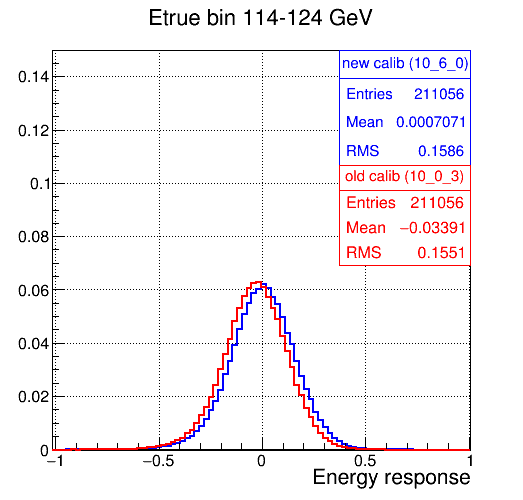 Etrue bin 114-124 GeV
new calib (10_6_0)
Entries 211056
Mean 0.0007071
RMS 0.1586
old calib (10_0_3)
Entries 211056
Mean −0.03391
RMS 0.1551
0.14
0.12
0.1
0.08
0.06
0.04
0.02
0
−1 −0.5 0 0.5 1
Energy response